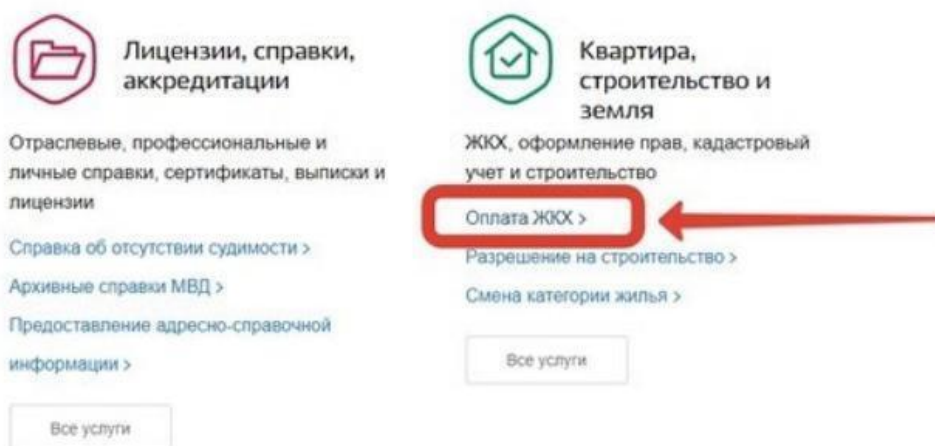 Лицензии, справки,
аккредитации
Отраслевые, профессиональные и
личные справки, сертификаты, выписки и
лицензии
Справка об отсутствии судимости >
Архивные справки МВД >
Предоставление адресно-справочной
информации >
Все услуги
Квартира,
строительство и
земля
ЖКХ, оформление прав, кадастровый
учет и строительство
Оплата ЖКХ >
Разрешение на строительство >
Смена категории жилья >
Все услуги